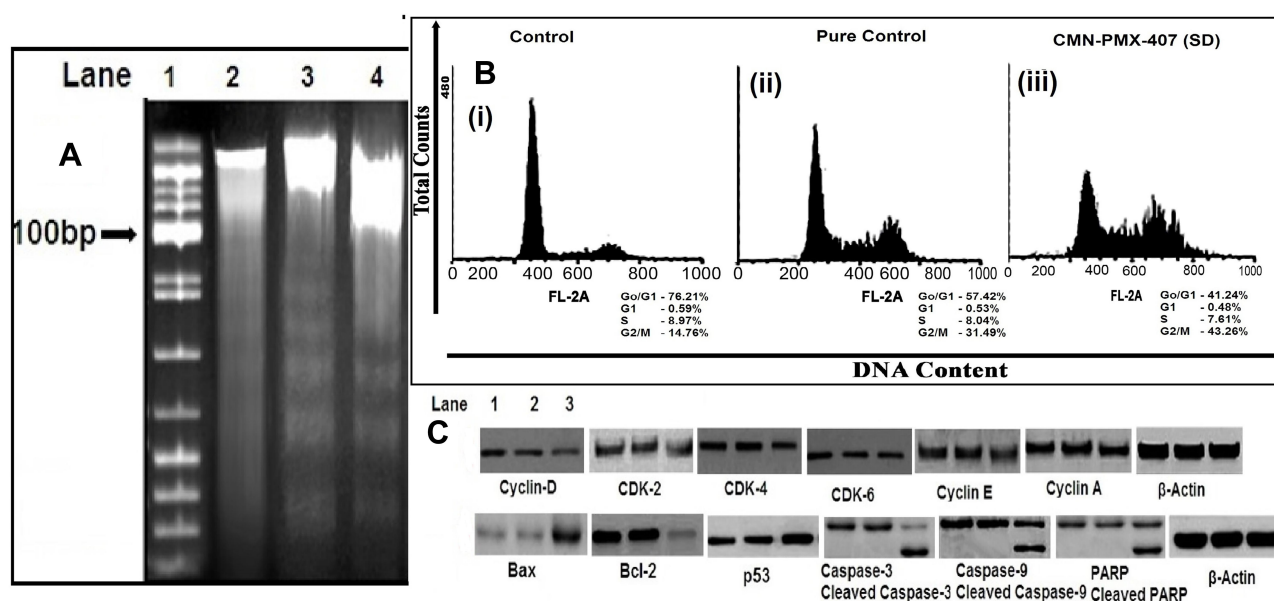 Lane 1 2 3 4
A
100bp
B
Control
Pure Control
CMN-PMX-407 (SD)
480
Total Counts
(i)
(ii)
(iii)
0 200 400 600 800 1000
0 200 400 600 800 1000
0 200 400 600 800 1000
FL-2A
FL-2A
FL-2A
Go/G1 - 76.21%
G1 - 0.59%
S - 8.97%
G2/M - 14.76%
Go/G1 - 57.42%
G1 - 0.53%
S - 8.04%
G2/M - 31.49%
Go/G1 - 41.24%
G1 - 0.48%
S - 7.61%
G2/M - 43.26%
DNA Content
Lane 1 2 3
C
Cyclin-D
CDK-2
CDK-4
CDK-6
Cyclin E
Cyclin A
β-Actin
Bax
Bcl-2
p53
Caspase-3
Cleaved Caspase-3
Caspase-9
Cleaved Caspase-9
PARP
Cleaved PARP
β-Actin